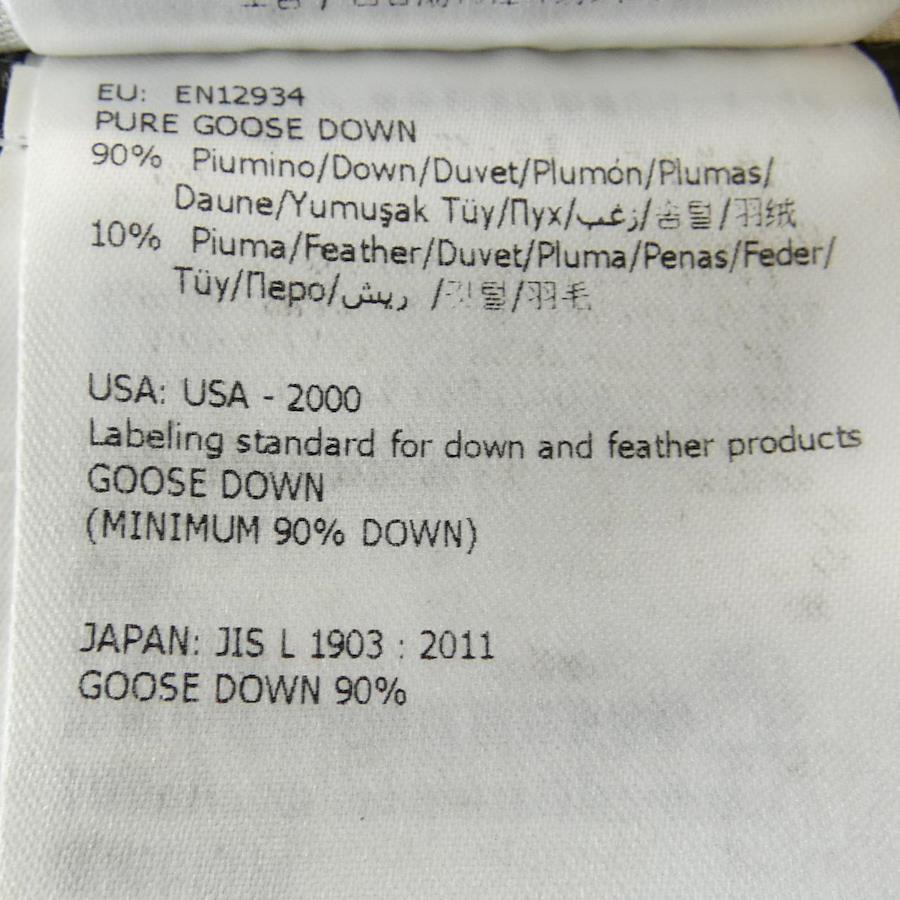 EU: EN12934
PURE GOOSE DOWN
90% Piumino/Down/Duvet/Plumón/Plumas/
Daune/Yumuşak Tüy/Пух/زغب/솜털/羽绒
10% Piuma/Feather/Duvet/Pluma/Penas/Feder/
Tüy/Перо/ريش /깃털/羽毛
USA: USA - 2000
Labeling standard for down and feather products
GOOSE DOWN
(MINIMUM 90% DOWN)
JAPAN: JIS L 1903 : 2011
GOOSE DOWN 90%